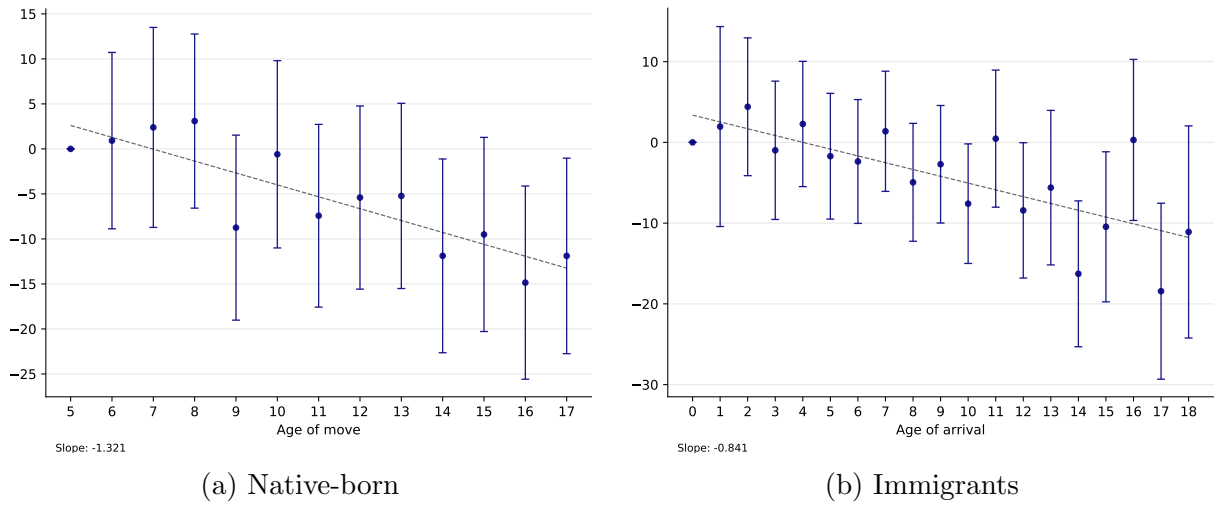 15
10
5
0
−5
−10
−15
−20
−25
5 6 7 8 9 10 11 12 13 14 15 16 17
Age of move
Slope: -1.321
(a) Native-born
10
0
−10
−20
−30
0 1 2 3 4 5 6 7 8 9 10 11 12 13 14 15 16 17 18
Age of arrival
Slope: -0.841
(b) Immigrants